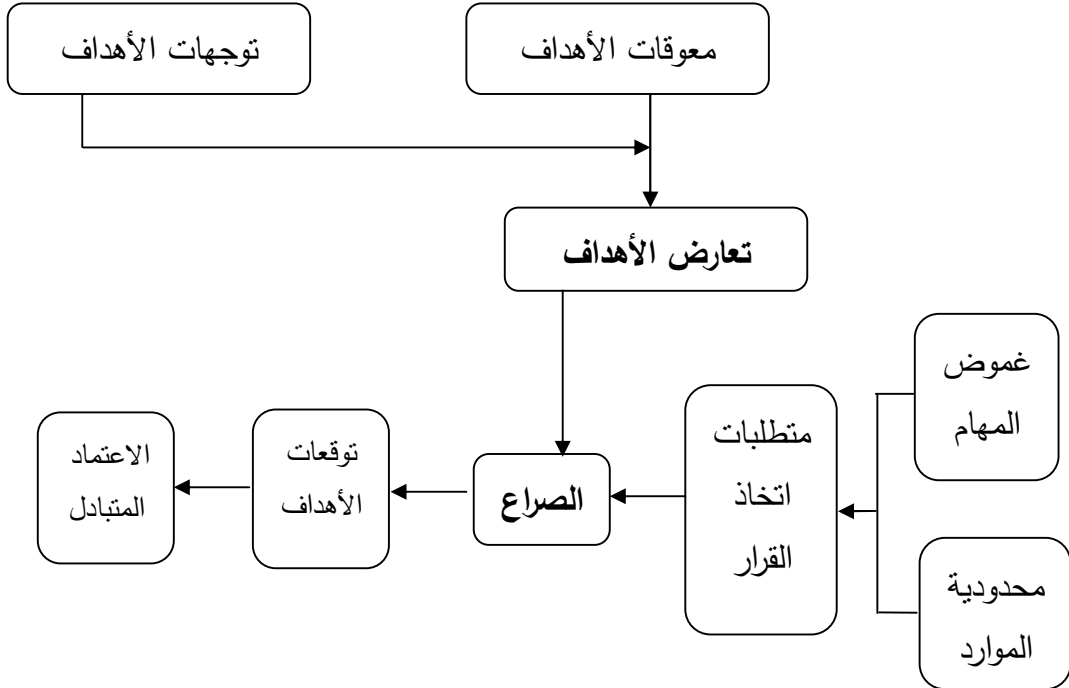 معوقات الأهداف
توجهات الأهداف
تعارض الأهداف
غموض
المهام
متطلبات
اتخاذ
القرار
الصراع
توقعات
الأهداف
الاعتماد
المتبادل
محدودية
الموارد